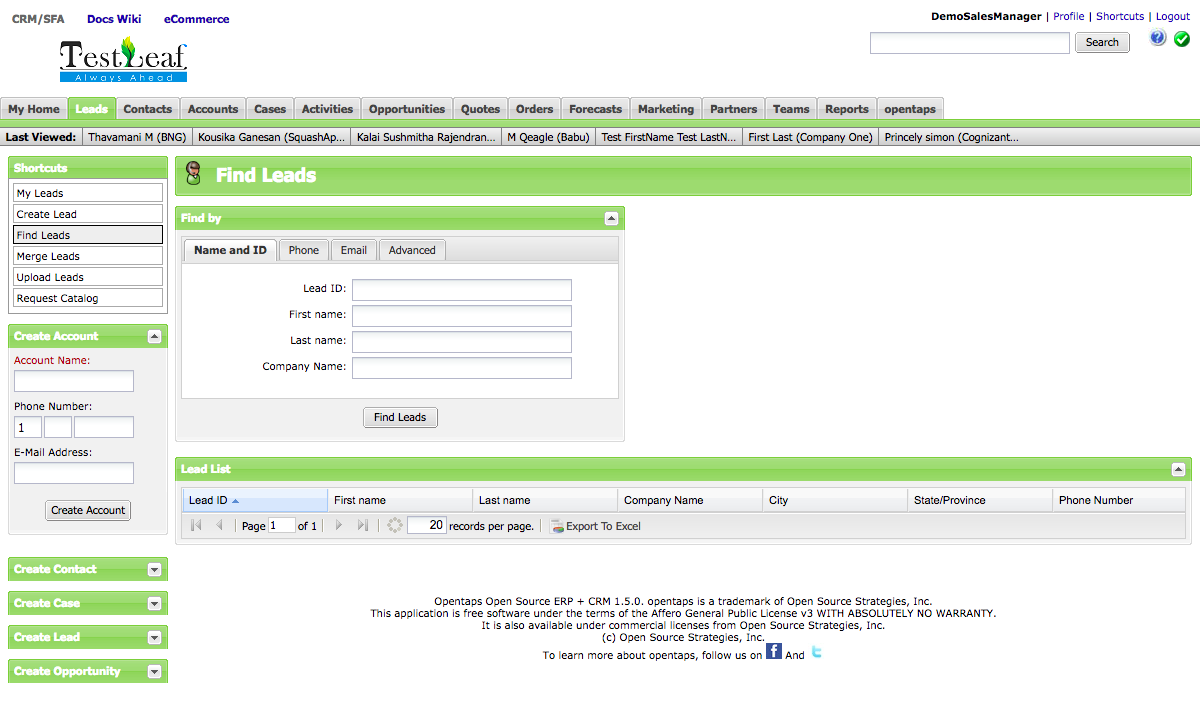 CRM/SFA Docs Wiki eCommerce
DemoSalesManager | Profile | Shortcuts | Logout
TestLeaf
Always Ahead
Search
?
My Home Leads Contacts Accounts Cases Activities Opportunities Quotes Orders Forecasts Marketing Partners Teams Reports opentaps
Last Viewed: Thavamani M (BNG) Kousika Ganesan (SquashAp... Kalai Sushmitha Rajendran... M Qeagle (Babu) Test FirstName Test LastN... First Last (Company One) Princely simon (Cognizant...
Shortcuts
My Leads
Create Lead
Find Leads
Merge Leads
Upload Leads
Request Catalog
Create Account
Account Name:
Phone Number:
1
E-Mail Address:
Create Account
Create Contact
Create Case
Create Lead
Create Opportunity
Find Leads
Find by
Name and ID Phone Email Advanced
Lead ID:
First name:
Last name:
Company Name:
Find Leads
Lead List
Lead ID First name Last name Company Name City State/Province Phone Number
Page 1 of 1 20 records per page. Export To Excel
Opentaps Open Source ERP + CRM 1.5.0. opentaps is a trademark of Open Source Strategies, Inc.
This application is free software under the terms of the Affero General Public License v3 WITH ABSOLUTELY NO WARRANTY.
It is also available under commercial licenses from Open Source Strategies, Inc.
(c) Open Source Strategies, Inc.
To learn more about opentaps, follow us on f And t